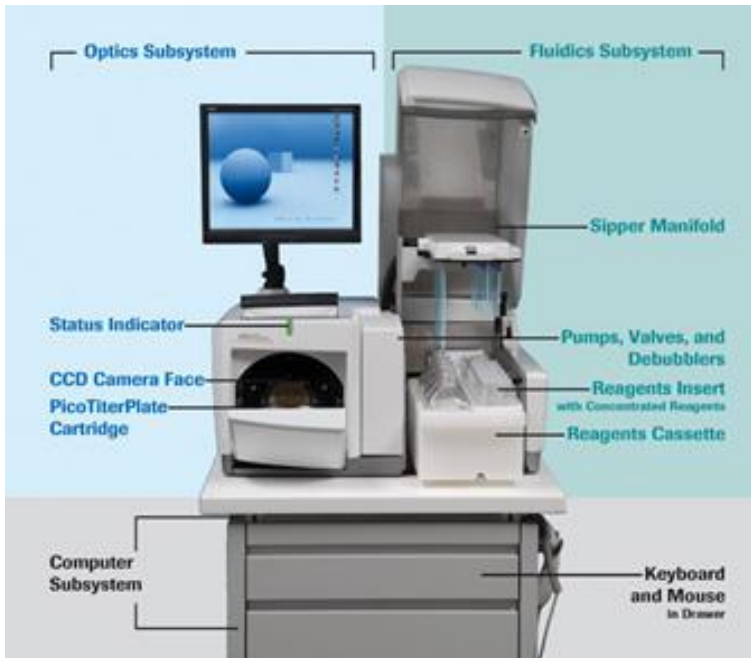 Optics Subsystem
Fluidics Subsystem
Sipper Manifold
Status Indicator
Pumps, Valves, and
Debubblers
CCD Camera Face
Reagents Insert
with Concentrated Reagents
PicoTiterPlate
Cartridge
Reagents Cassette
Computer
Subsystem
Keyboard
and Mouse
in Drawer